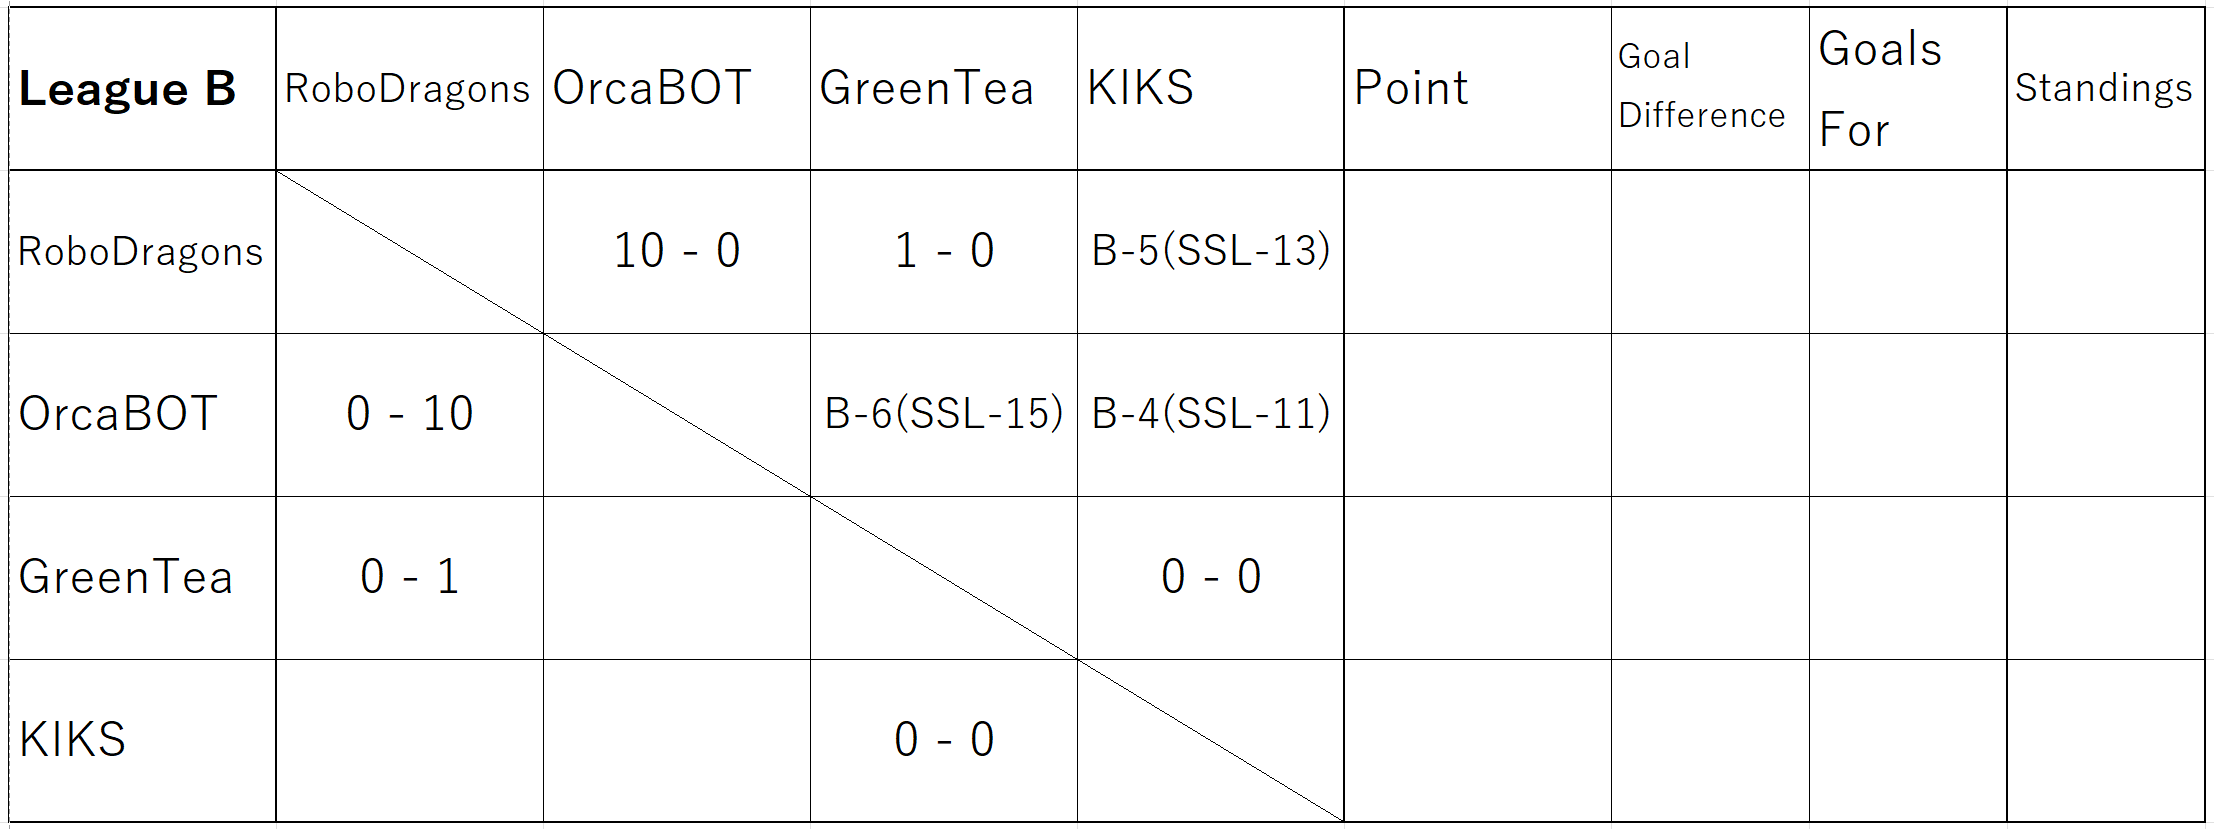 League B RoboDragons OrcaBOT GreenTea KIKS Point Goal Difference Goals For Standings
RoboDragons 10 - 0 1 - 0 B-5(SSL-13)
OrcaBOT 0 - 10 B-6(SSL-15) B-4(SSL-11)
GreenTea 0 - 1 0 - 0
KIKS 0 - 0